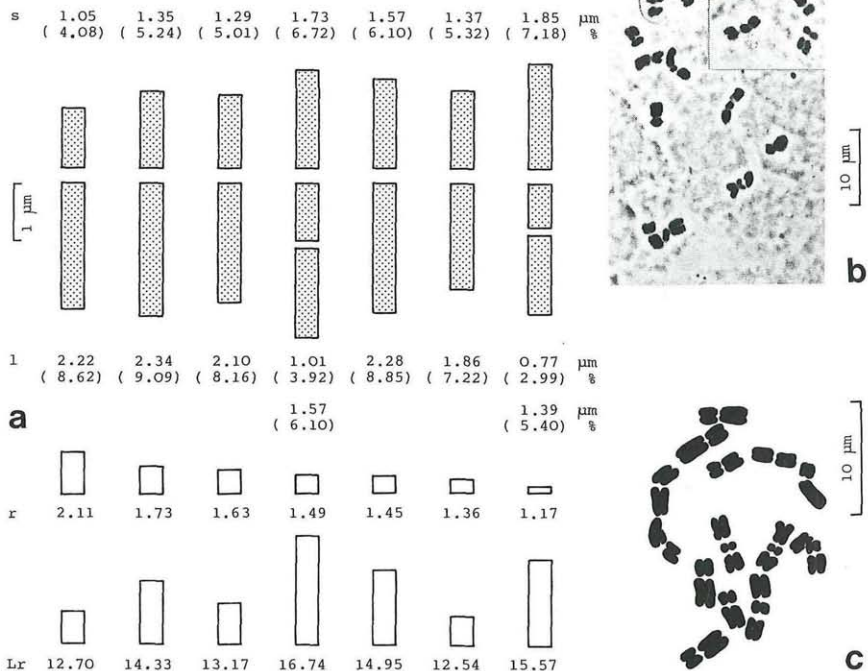 s 1.05 1.35 1.29 1.73 1.57 1.37 1.85 µm
( 4.08) ( 5.24) ( 5.01) ( 6.72) ( 6.10) ( 5.32) ( 7.18) %
1 µm
10 µm
b
l 2.22 2.34 2.10 1.01 2.28 1.86 0.77 µm
( 8.62) ( 9.09) ( 8.16) ( 3.92) ( 8.85) ( 7.22) ( 2.99) %
a 1.57 1.39 µm
( 6.10) ( 5.40) %
10 µm
r 2.11 1.73 1.63 1.49 1.45 1.36 1.17
Lr 12.70 14.33 13.17 16.74 14.95 12.54 15.57
c